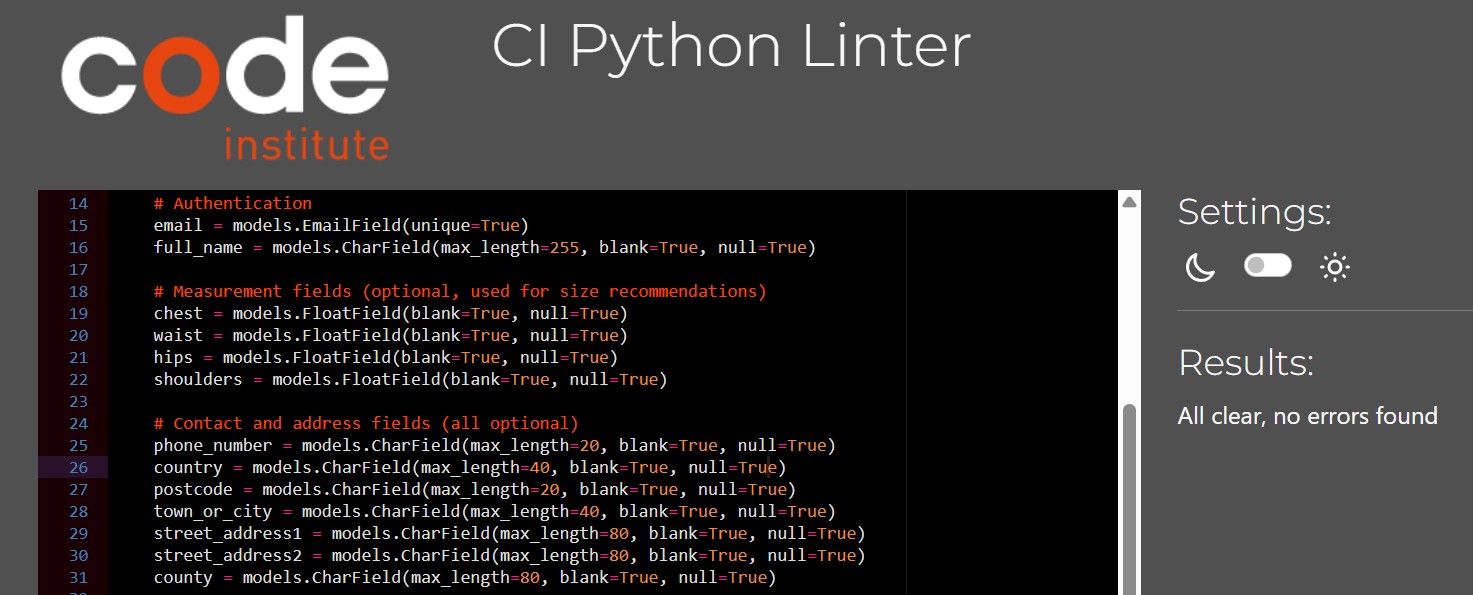 code
institute
CI Python Linter
14 # Authentication
15 email = models.EmailField(unique=True)
16 full_name = models.CharField(max_length=255, blank=True, null=True)
17
18 # Measurement fields (optional, used for size recommendations)
19 chest = models.FloatField(blank=True, null=True)
20 waist = models.FloatField(blank=True, null=True)
21 hips = models.FloatField(blank=True, null=True)
22 shoulders = models.FloatField(blank=True, null=True)
23
24 # Contact and address fields (all optional)
25 phone_number = models.CharField(max_length=20, blank=True, null=True)
26 country = models.CharField(max_length=40, blank=True, null=True)
27 postcode = models.CharField(max_length=20, blank=True, null=True)
28 town_or_city = models.CharField(max_length=40, blank=True, null=True)
29 street_address1 = models.CharField(max_length=80, blank=True, null=True)
30 street_address2 = models.CharField(max_length=80, blank=True, null=True)
31 county = models.CharField(max_length=80, blank=True, null=True)
Settings:
Results:
All clear, no errors found